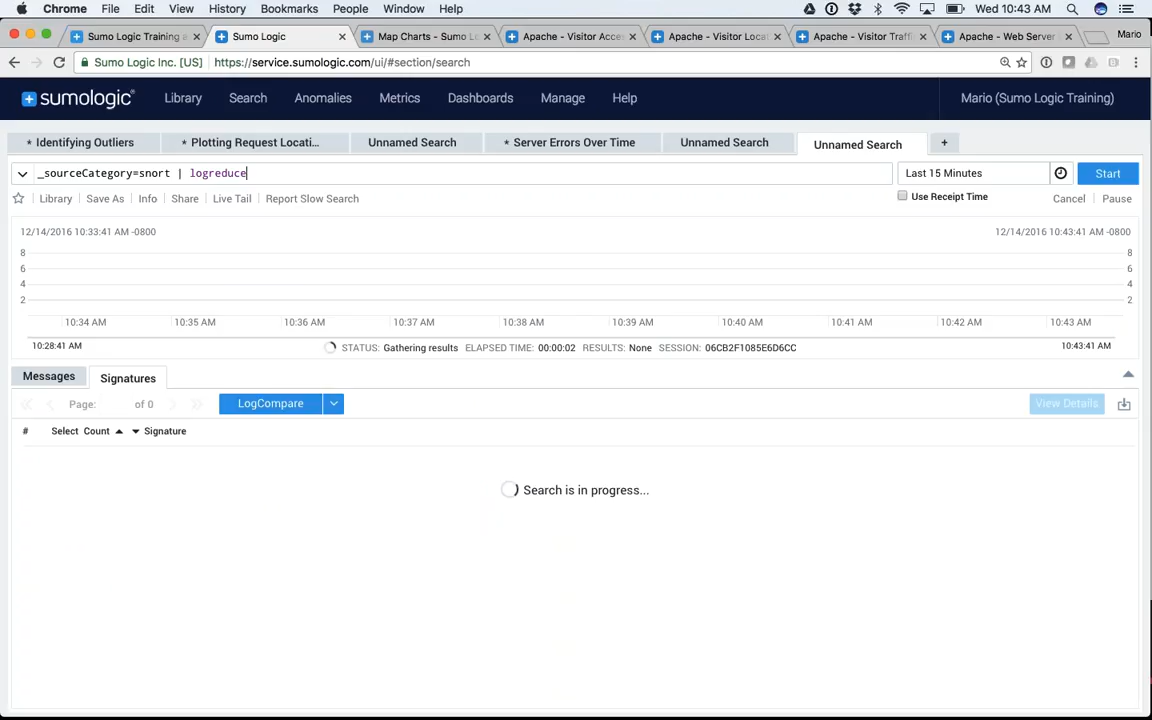 Chrome File Edit View History Bookmarks People Window Help Wed 10:43 AM
Sumo Logic Training a Sumo Logic Map Charts - Sumo Lo Apache - Visitor Acce Apache - Visitor Loca Apache - Visitor Traffi Apache - Web Server Mario
Sumo Logic Inc. [US] https://service.sumologic.com/ui/#section/search
sumologic Library Search Anomalies Metrics Dashboards Manage Help Mario (Sumo Logic Training)
* Identifying Outliers * Plotting Request Locati... Unnamed Search * Server Errors Over Time Unnamed Search Unnamed Search +
_sourceCategory=snort | logreduce Last 15 Minutes Start
Library Save As Info Share Live Tail Report Slow Search Use Receipt Time Cancel Pause
12/14/2016 10:33:41 AM -0800 12/14/2016 10:43:41 AM -0800
8 8
6 6
4 4
2 2
10:34 AM 10:35 AM 10:36 AM 10:37 AM 10:38 AM 10:39 AM 10:40 AM 10:41 AM 10:42 AM 10:43 AM
10:28:41 AM STATUS: Gathering results ELAPSED TIME: 00:00:02 RESULTS: None SESSION: 06CB2F1085E6D6CC 10:43:41 AM
Messages Signatures
Page: of 0 LogCompare View Details
# Select Count Signature
Search is in progress...